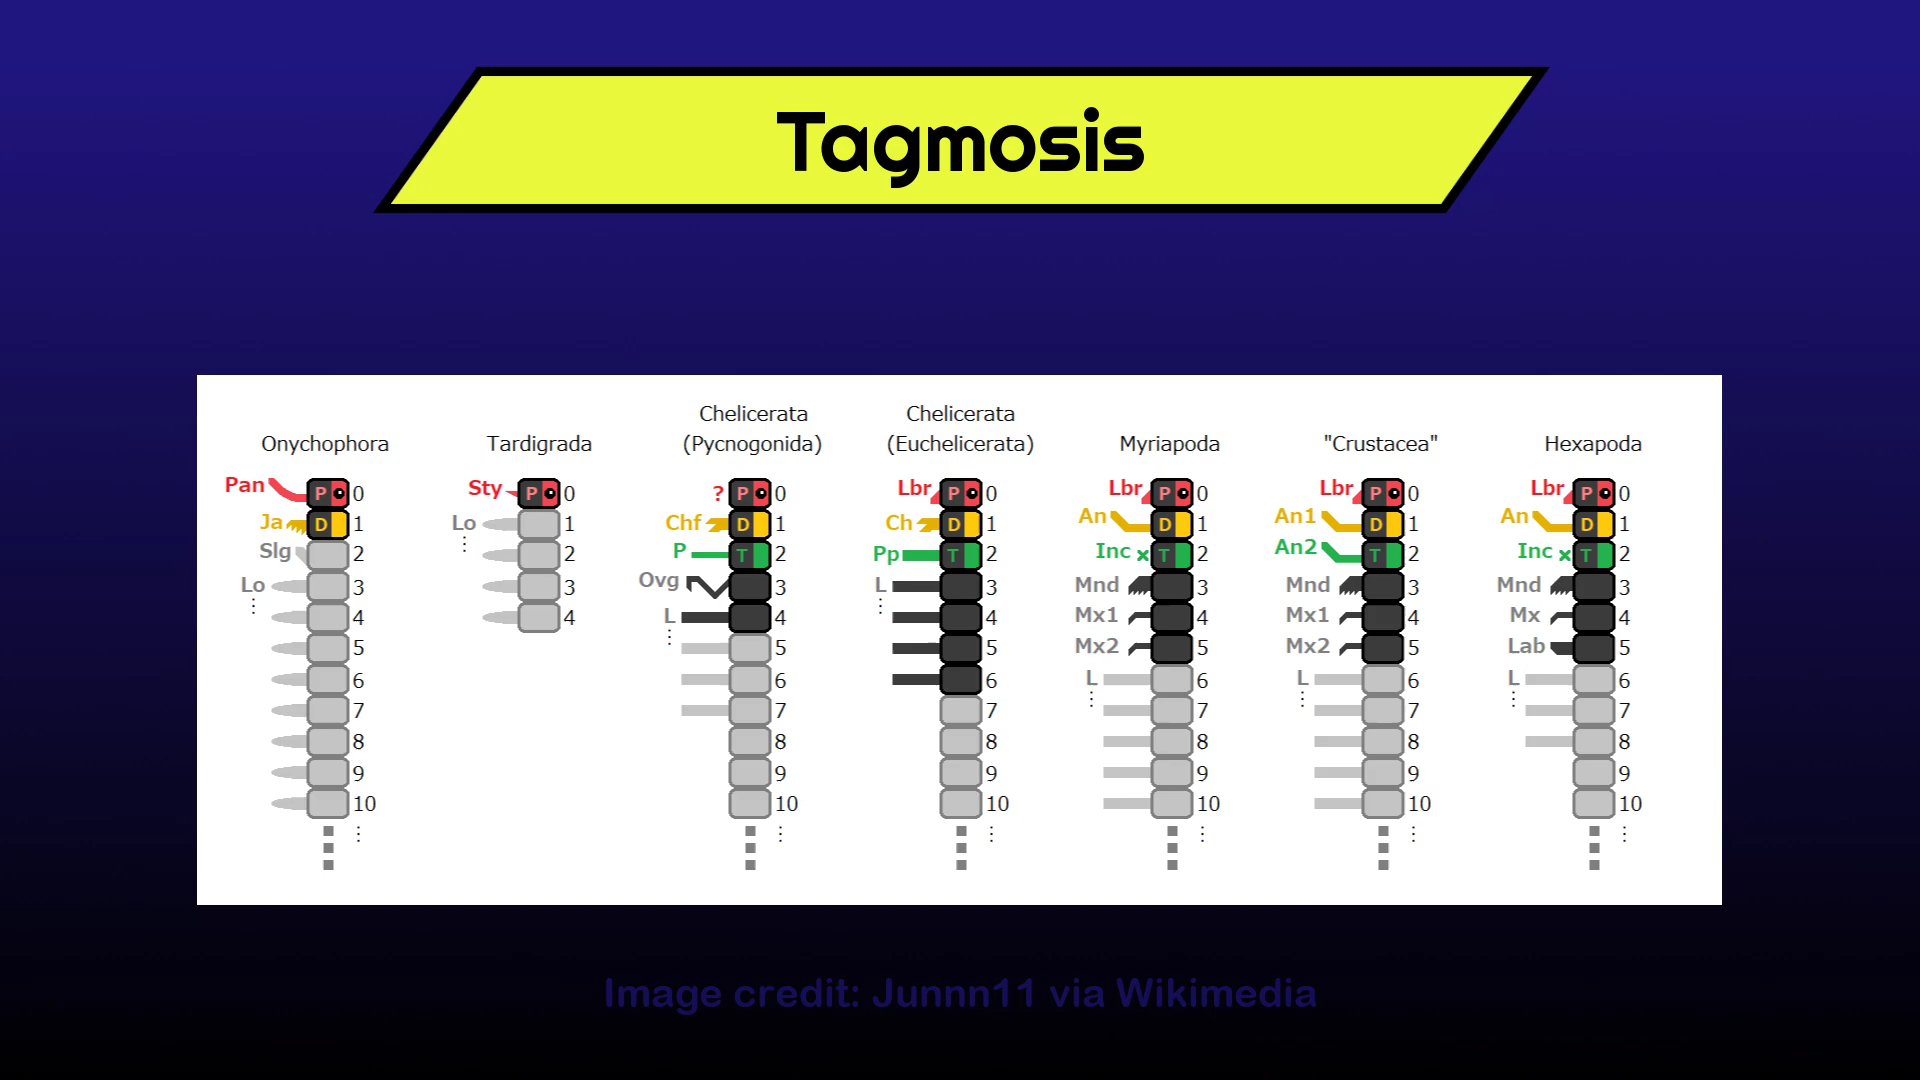 Tagmosis
Onychophora
Pan P 0
Ja D 1
Slg 2
Lo 3
4
5
6
7
8
9
10
Tardigrada
Sty P 0
Lo 1
2
3
4
Chelicerata
(Pycnogonida)
? P 0
Chf D 1
P T 2
Ovg 3
L 4
5
6
7
8
9
10
Chelicerata
(Euchelicerata)
Lbr P 0
Ch D 1
Pp T 2
L 3
4
5
6
7
8
9
10
Myriapoda
Lbr P 0
An D 1
Inc T 2
Mnd 3
Mx1 4
Mx2 5
L 6
7
8
9
10
"Crustacea"
Lbr P 0
An1 D 1
An2 T 2
Mnd 3
Mx1 4
Mx2 5
L 6
7
8
9
10
Hexapoda
Lbr P 0
An D 1
Inc T 2
Mnd 3
Mx 4
Lab 5
L 6
7
8
9
10
Image credit: Junnn11 via Wikimedia